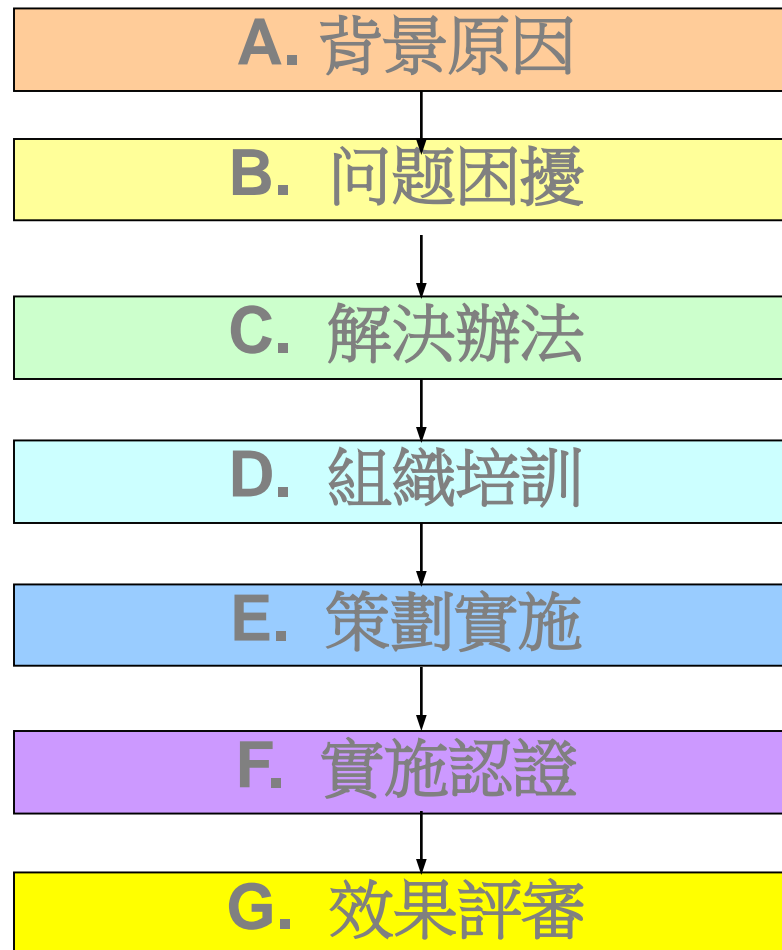 A. 背景原因
B. 问题困擾
C. 解決辦法
D. 組織培訓
E. 策劃實施
F. 實施認證
G. 效果評審